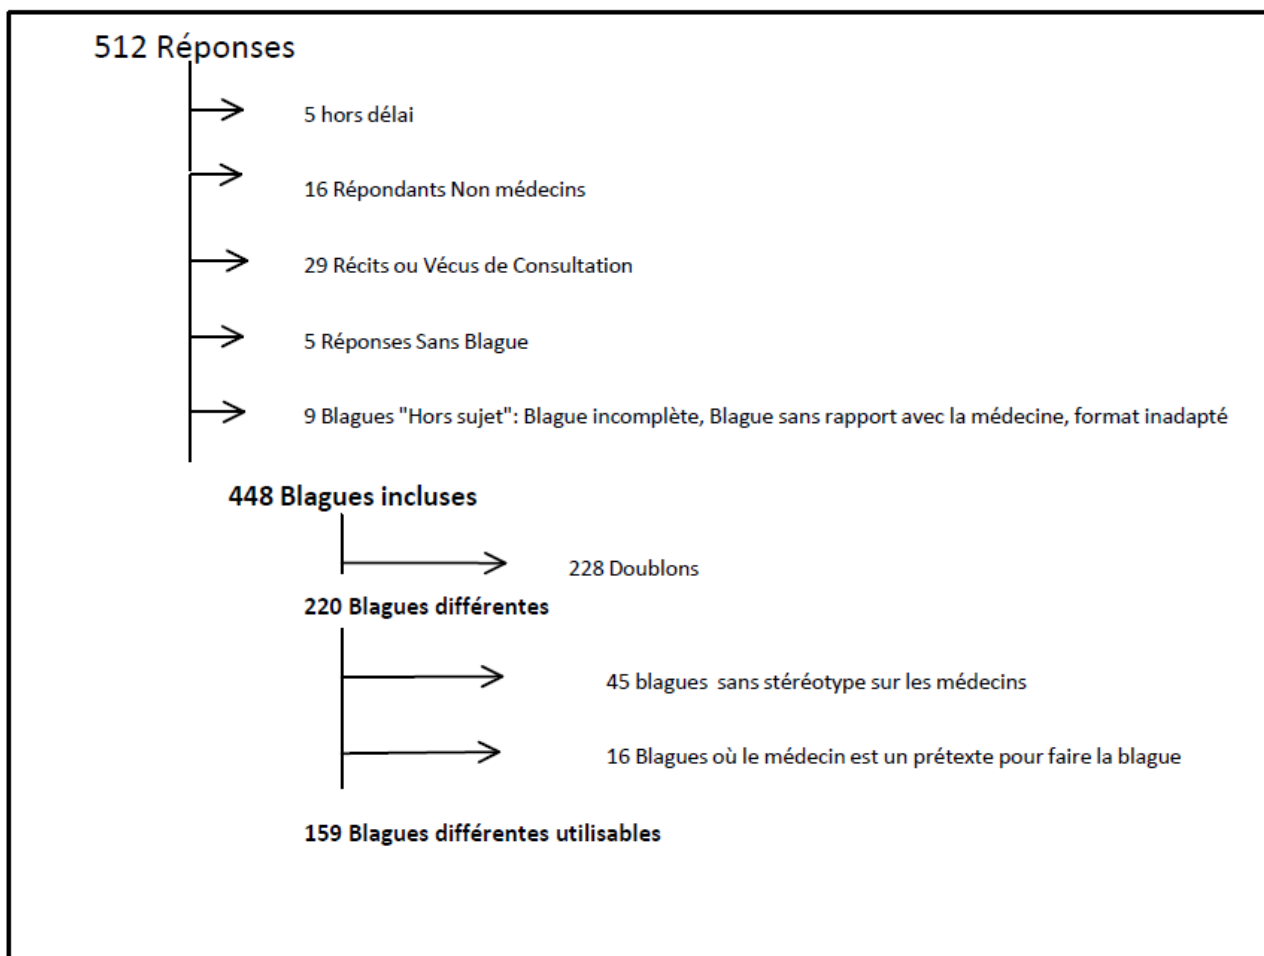 512 Réponses
5 hors délai
16 Répondants Non médecins
29 Récits ou Vécus de Consultation
5 Réponses Sans Blague
9 Blagues "Hors sujet": Blague incomplète, Blague sans rapport avec la médecine, format inadapté
448 Blagues incluses
228 Doublons
220 Blagues différentes
45 blagues sans stéréotype sur les médecins
16 Blagues où le médecin est un prétexte pour faire la blague
159 Blagues différentes utilisables